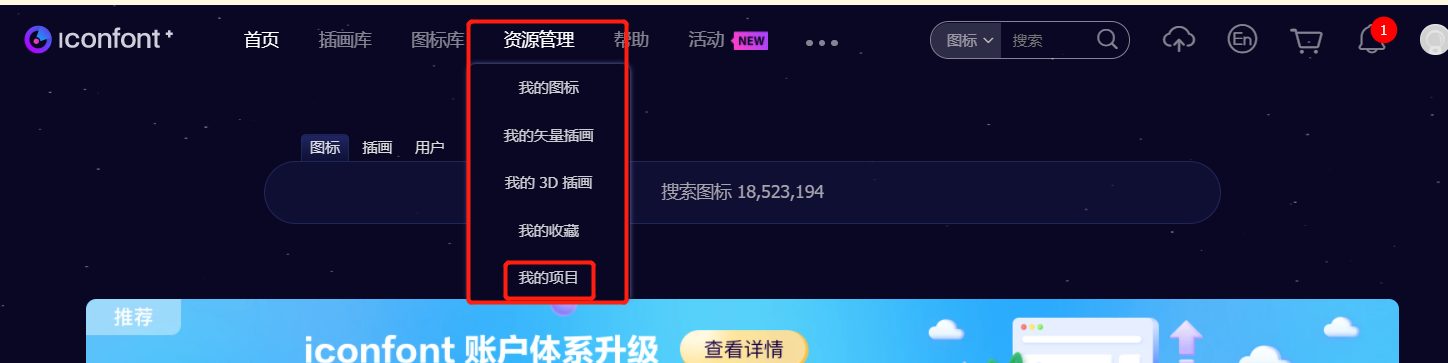 iconfont+ 首页 插画库 图标库 资源管理 帮助 活动 NEW 图标 搜索 En 1
我的图标
我的矢量插画
图标 插画 用户
我的 3D 插画
搜索图标 18,523,194
我的收藏
我的项目
推荐
iconfont 账户体系升级 查看详情